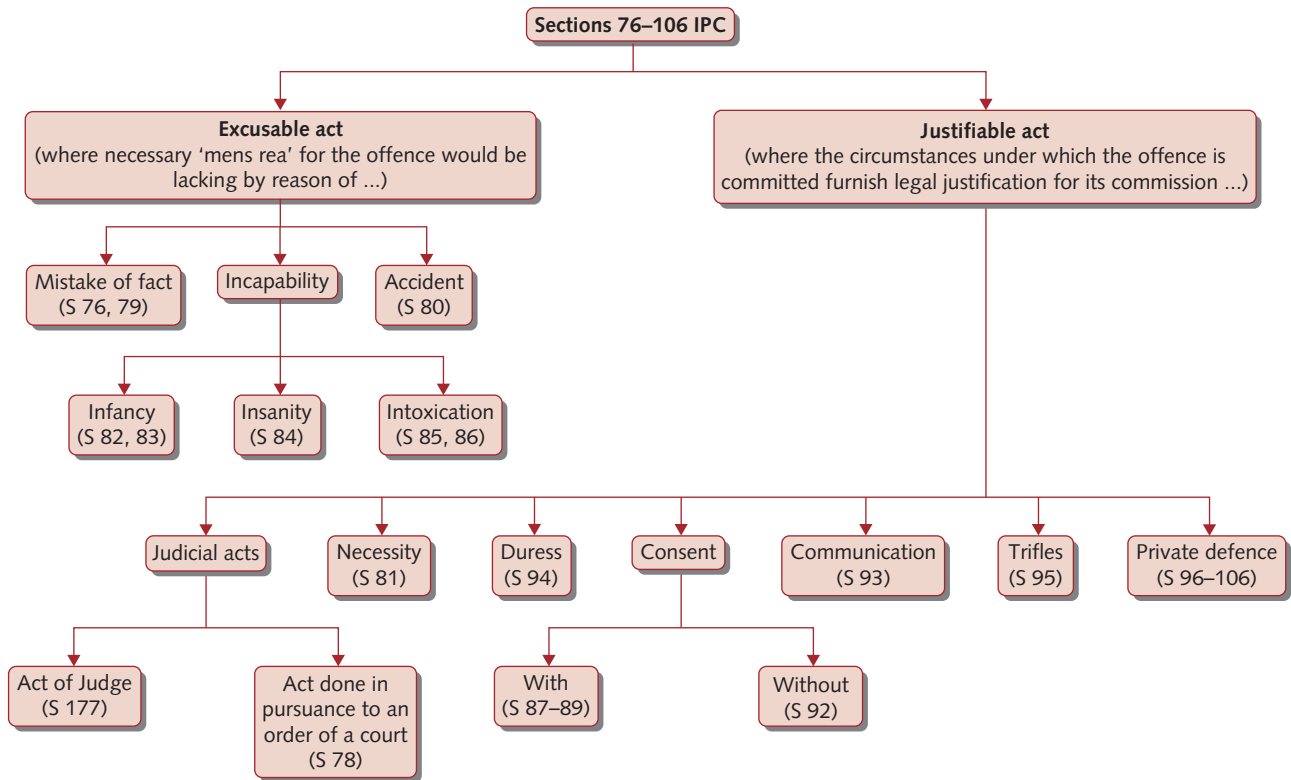 Sections 76–106 IPC
Excusable act
(where necessary ‘mens rea’ for the offence would be
lacking by reason of ...)
Justifiable act
(where the circumstances under which the offence is
committed furnish legal justification for its commission ...)
Mistake of fact
(S 76, 79)
Incapability
Accident
(S 80)
Infancy
(S 82, 83)
Insanity
(S 84)
Intoxication
(S 85, 86)
Judicial acts
Necessity
(S 81)
Duress
(S 94)
Consent
Communication
(S 93)
Trifles
(S 95)
Private defence
(S 96–106)
Act of Judge
(S 177)
Act done in
pursuance to an
order of a court
(S 78)
With
(S 87–89)
Without
(S 92)